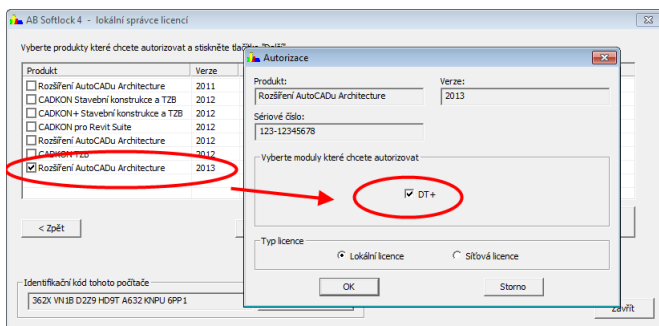 AB Softlock 4 - lokální správce licencí
Vyberte produkty které chcete autorizovat a stiskněte
Produkt Verze
Rozšíření AutoCADu Architecture 2011
CADKON Stavební konstrukce a TZB 2012
CADKON+ Stavební konstrukce a TZB 2012
CADKON pro Revit Suite 2012
Rozšíření AutoCADu Architecture 2012
CADKON TZB 2012
Rozšíření AutoCADu Architecture 2013
< Zpět
Identifikační kód tohoto počítače
362X VN1B D2Z9 HD9T A632 KNPU 6PP1
Zavřít
Autorizace
Produkt: Verze:
Rozšíření AutoCADu Architecture 2013
Sériové číslo:
123-12345678
Vyberte moduly které chcete autorizovat
DT+
Typ licence
Lokální licence Síťová licence
OK Storno